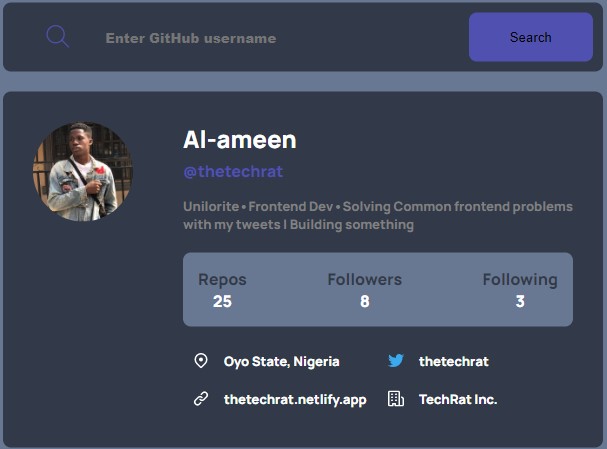 Enter GitHub username
Search
Al-ameen
@thetechrat
Unilorite • Frontend Dev • Solving Common frontend problems
with my tweets | Building something
Repos Followers Following
25 8 3
Oyo State, Nigeria thetechrat
thetechrat.netlify.app TechRat Inc.